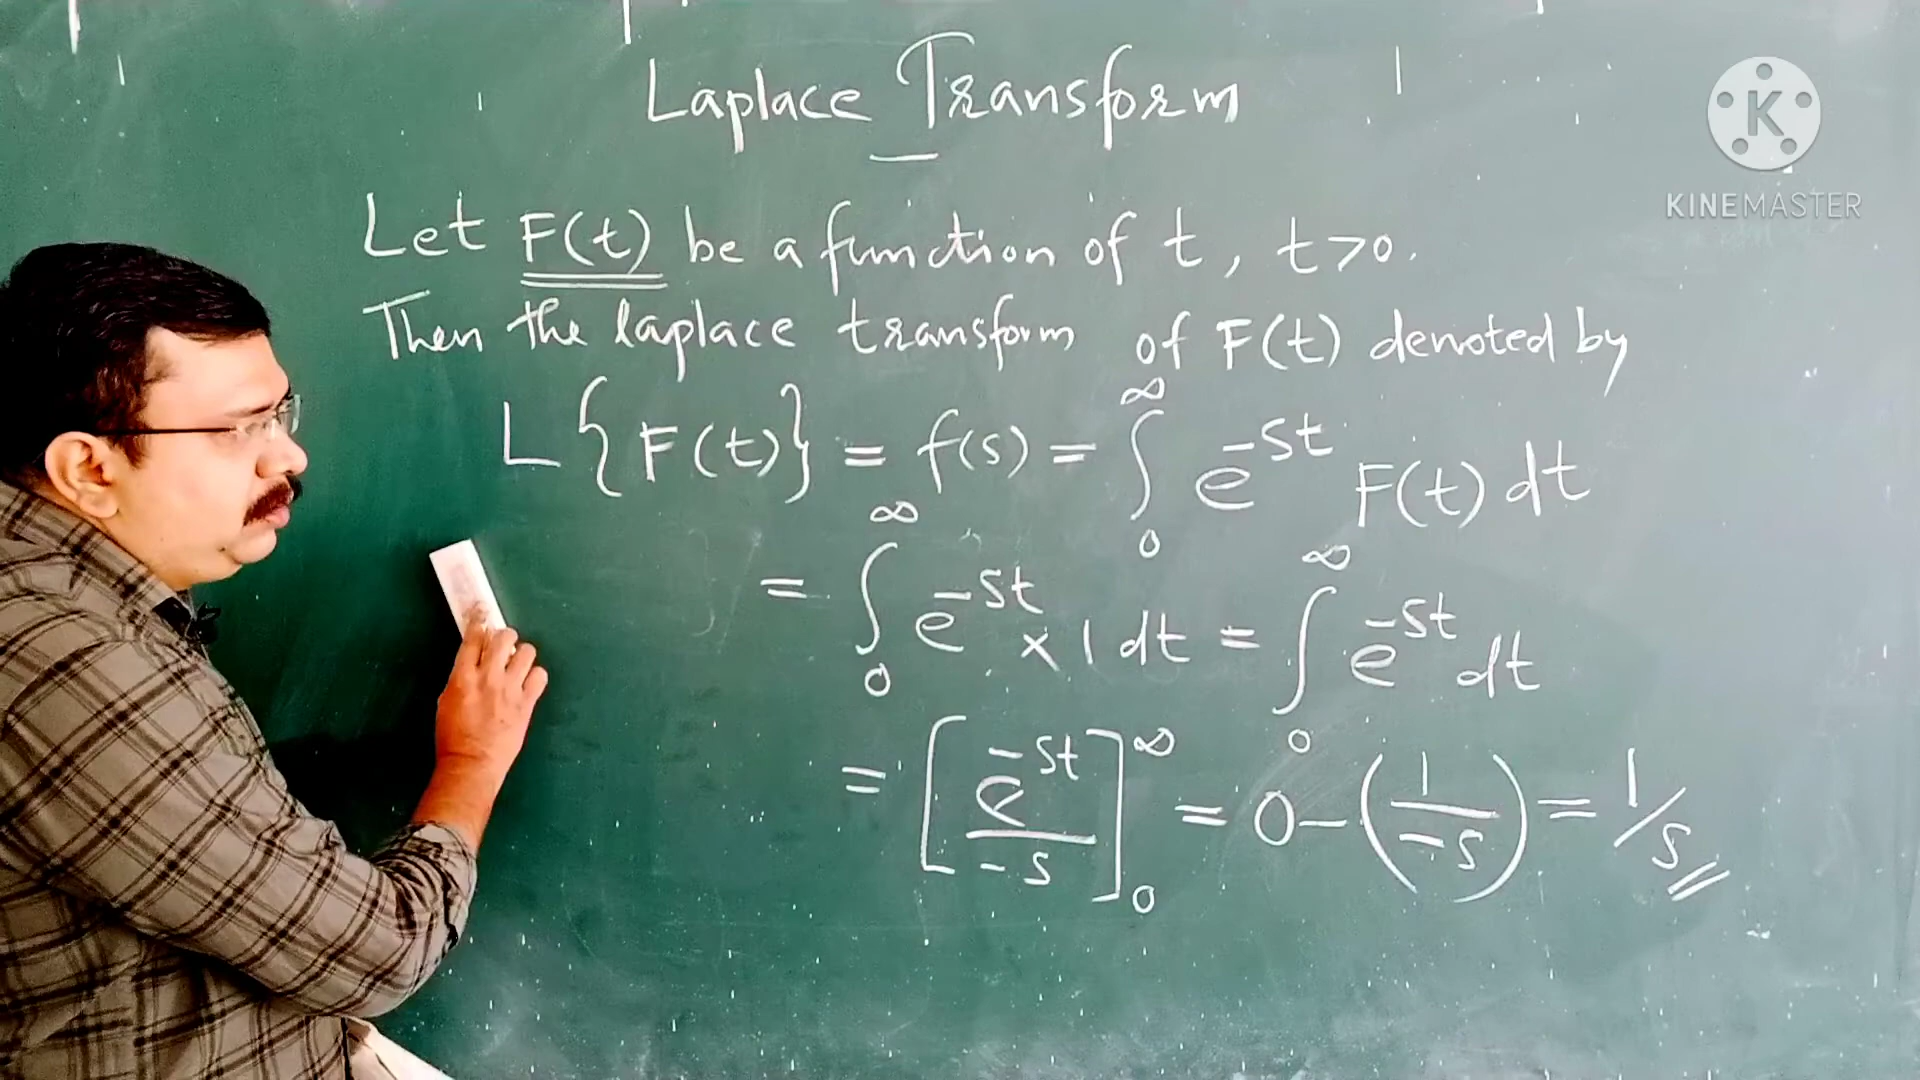 Laplace Transform
K
KINEMASTER
Let F(t) be a function of t, t>0.
Then the laplace transform of F(t) denoted by
L {F(t)} = f(s) = ∫₀^∞ e^-st F(t) dt
= ∫₀^∞ e^-st × 1 dt = ∫₀^∞ e^-st dt
= [e^-st / -s]₀^∞ = 0 - (1 / -s) = 1/s